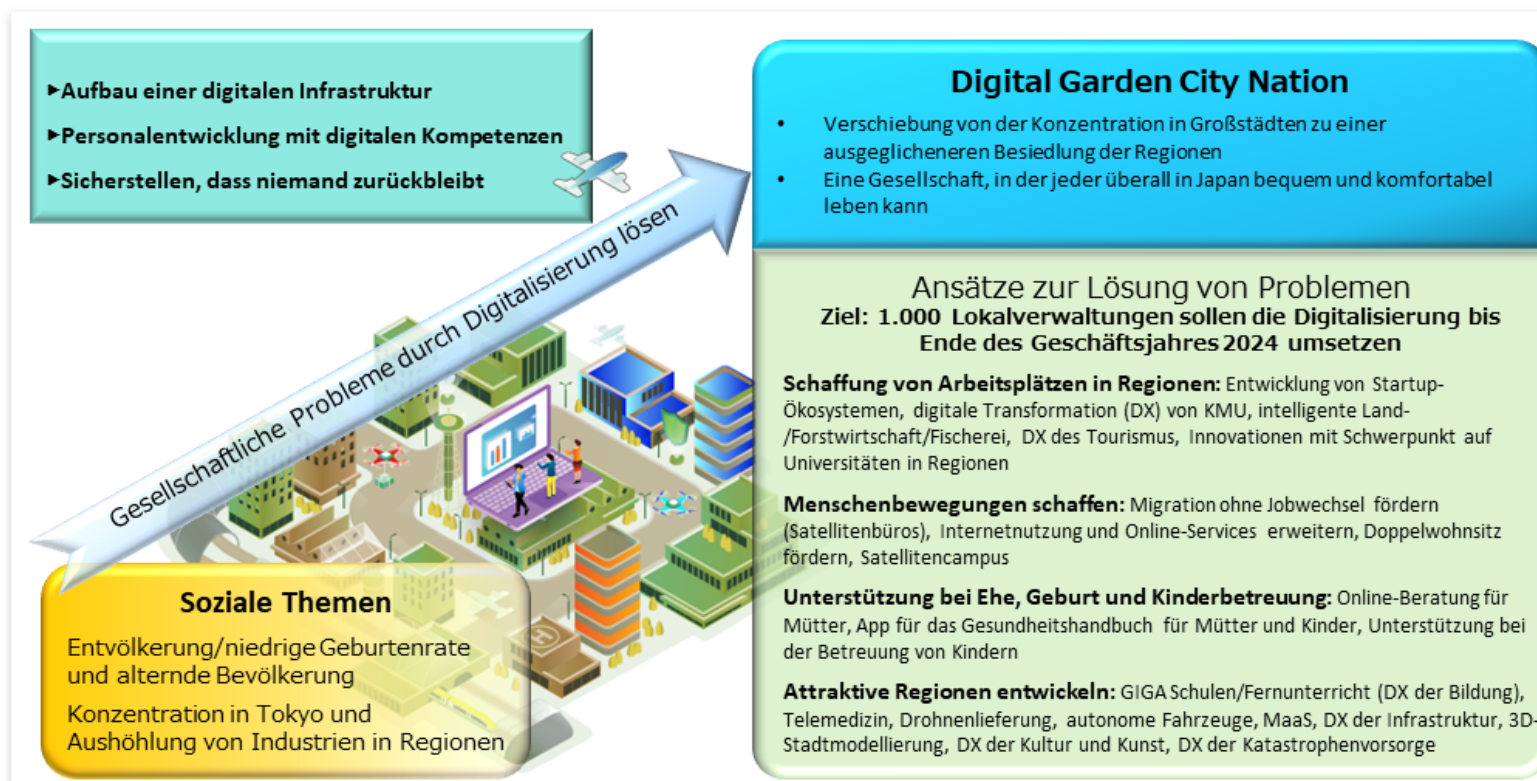 ►Aufbau einer digitalen Infrastruktur
►Personalentwicklung mit digitalen Kompetenzen
►Sicherstellen, dass niemand zurückbleibt
Gesellschaftliche Probleme durch Digitalisierung lösen
Soziale Themen
Entvölkerung/niedrige Geburtenrate
und alternde Bevölkerung
Konzentration in Tokyo und
Aushöhlung von Industrien in Regionen
Digital Garden City Nation
• Verschiebung von der Konzentration in Großstädten zu einer
ausgeglicheneren Besiedlung der Regionen
• Eine Gesellschaft, in der jeder überall in Japan bequem und komfortabel
leben kann
Ansätze zur Lösung von Problemen
Ziel: 1.000 Lokalverwaltungen sollen die Digitalisierung bis
Ende des Geschäftsjahres 2024 umsetzen
Schaffung von Arbeitsplätzen in Regionen: Entwicklung von Startup-
Ökosystemen, digitale Transformation (DX) von KMU, intelligente Land-
/Forstwirtschaft/Fischerei, DX des Tourismus, Innovationen mit Schwerpunkt auf
Universitäten in Regionen
Menschenbewegungen schaffen: Migration ohne Jobwechsel fördern
(Satellitenbüros), Internetnutzung und Online-Services erweitern, Doppelwohnsitz
fördern, Satellitencampus
Unterstützung bei Ehe, Geburt und Kinderbetreuung: Online-Beratung für
Mütter, App für das Gesundheitshandbuch für Mütter und Kinder, Unterstützung bei
der Betreuung von Kindern
Attraktive Regionen entwickeln: GIGA Schulen/Fernunterricht (DX der Bildung),
Telemedizin, Drohnenlieferung, autonome Fahrzeuge, MaaS, DX der Infrastruktur, 3D-
Stadtmodellierung, DX der Kultur und Kunst, DX der Katastrophenvorsorge
H